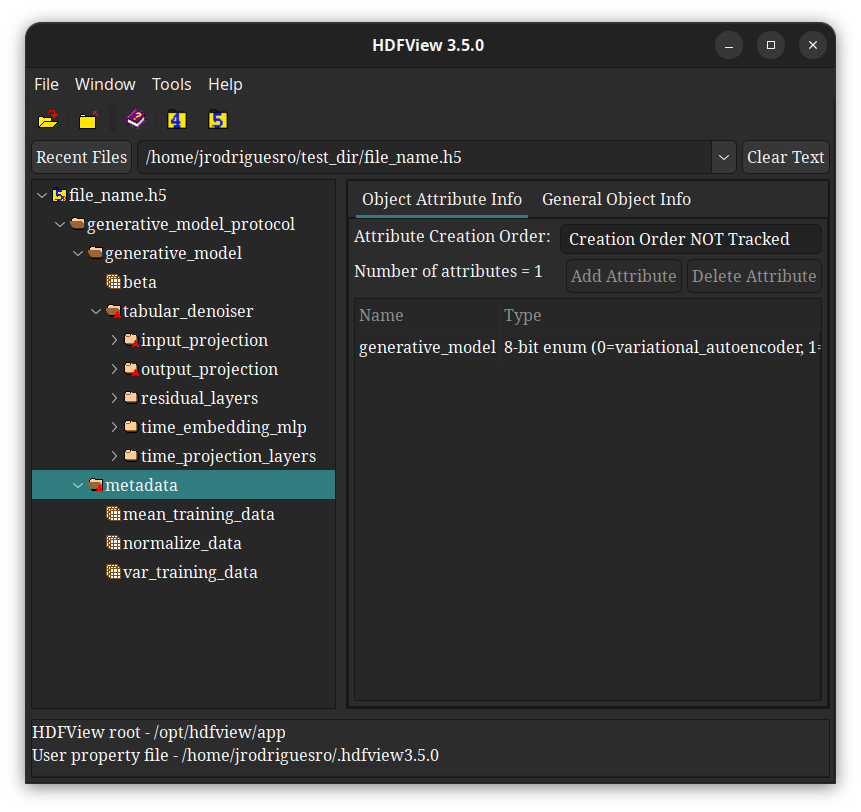 HDFView 3.5.0
File Window Tools Help
4 5
Recent Files /home/jrodriguesro/test_dir/file_name.h5 Clear Text
5 file_name.h5
generative_model_protocol
generative_model
beta
tabular_denoiser
input_projection
output_projection
residual_layers
time_embedding_mlp
time_projection_layers
metadata
mean_training_data
normalize_data
var_training_data
Object Attribute Info General Object Info
Attribute Creation Order: Creation Order NOT Tracked
Number of attributes = 1 Add Attribute Delete Attribute
Name Type
generative_model 8-bit enum (0=variational_autoencoder, 1=
HDFView root - /opt/hdfview/app
User property file - /home/jrodriguesro/.hdfview3.5.0